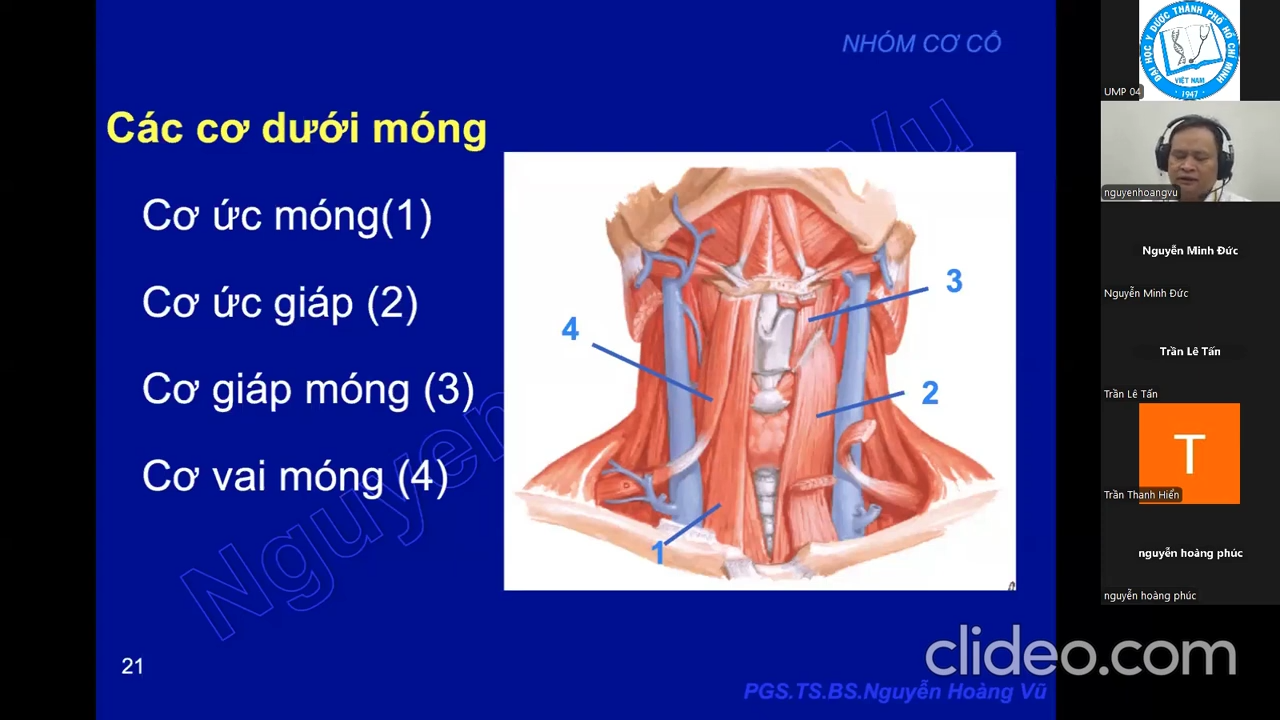 NHÓM CƠ CỔ
Các cơ dưới móng
Cơ ức móng(1)
Cơ ức giáp (2)
Cơ giáp móng (3)
Cơ vai móng (4)
3
4
2
1
Nguyen
Vu
21
PGS.TS.BS.Nguyễn Hoàng Vũ
clideo.com
ĐẠI HỌC Y DƯỢC THÀNH PHỐ HỒ CHÍ MINH
VIỆT NAM
1947
UMP 04
nguyenhoangvu
Nguyễn Minh Đức
Nguyễn Minh Đức
Trần Lê Tấn
Trần Lê Tấn
T
Trần Thanh Hiển
nguyễn hoàng phúc
nguyễn hoàng phúc